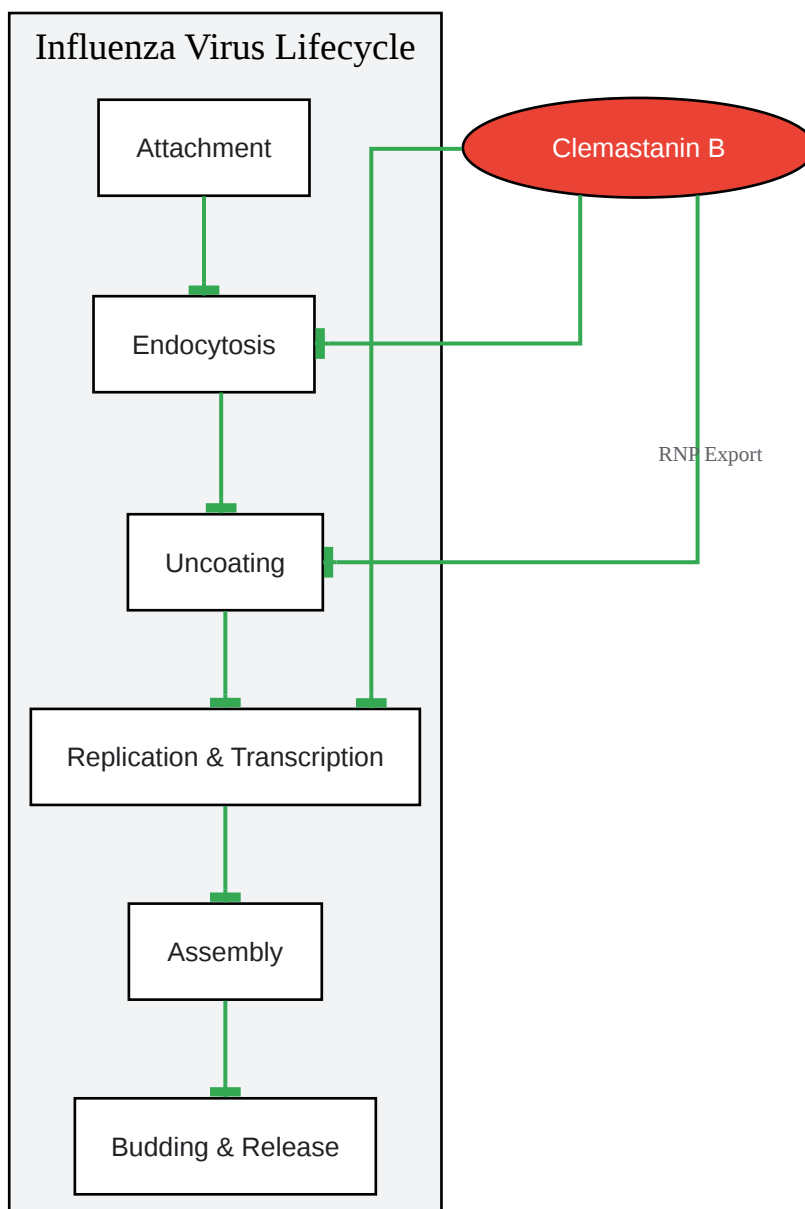 Influenza Virus Lifecycle
Attachment
Clemastanin B
Endocytosis
RNP Export
Uncoating
Replication & Transcription
Assembly
Budding & Release